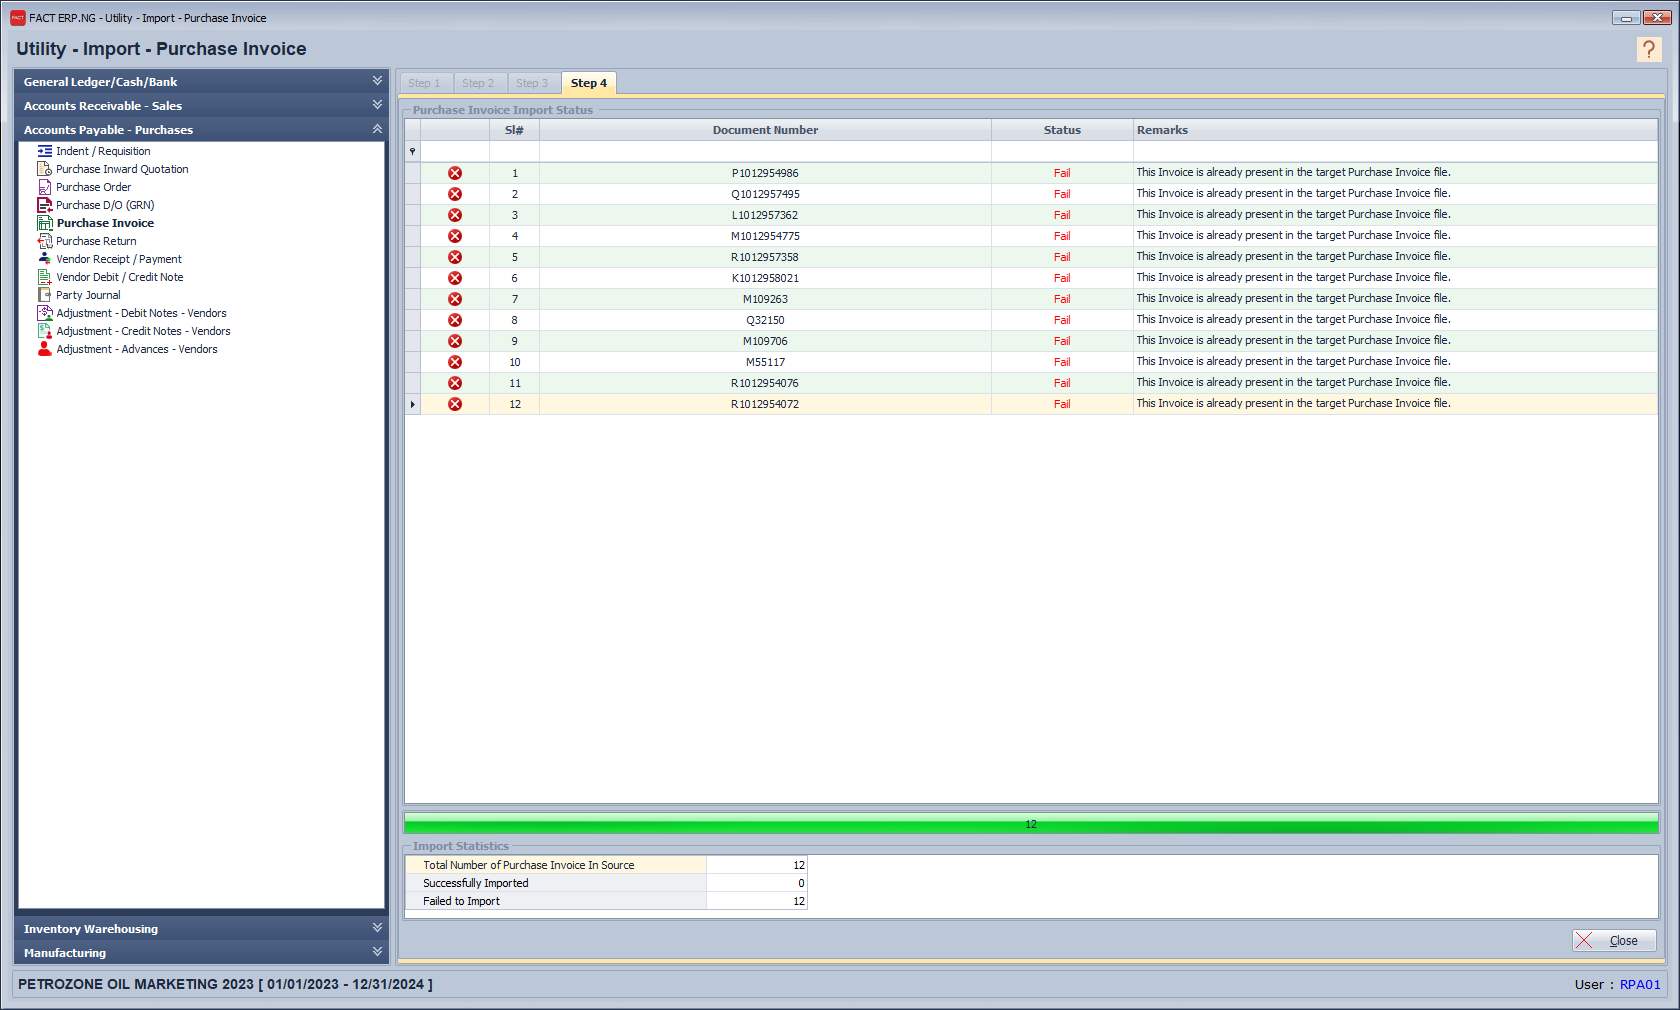 FACT ERP.NG - Utility - Import - Purchase Invoice
Utility - Import - Purchase Invoice
?
General Ledger/Cash/Bank
Accounts Receivable - Sales
Accounts Payable - Purchases
Indent / Requisition
Purchase Inward Quotation
Purchase Order
Purchase D/O (GRN)
Purchase Invoice
Purchase Return
Vendor Receipt / Payment
Vendor Debit / Credit Note
Party Journal
Adjustment - Debit Notes - Vendors
Adjustment - Credit Notes - Vendors
Adjustment - Advances - Vendors
Inventory Warehousing
Manufacturing
Step 1 Step 2 Step 3 Step 4
Purchase Invoice Import Status
Sl# Document Number Status Remarks
1 P1012954986 Fail This Invoice is already present in the target Purchase Invoice file.
2 Q1012957495 Fail This Invoice is already present in the target Purchase Invoice file.
3 L1012957362 Fail This Invoice is already present in the target Purchase Invoice file.
4 M1012954775 Fail This Invoice is already present in the target Purchase Invoice file.
5 R1012957358 Fail This Invoice is already present in the target Purchase Invoice file.
6 K1012958021 Fail This Invoice is already present in the target Purchase Invoice file.
7 M109263 Fail This Invoice is already present in the target Purchase Invoice file.
8 Q32150 Fail This Invoice is already present in the target Purchase Invoice file.
9 M109706 Fail This Invoice is already present in the target Purchase Invoice file.
10 M55117 Fail This Invoice is already present in the target Purchase Invoice file.
11 R1012954076 Fail This Invoice is already present in the target Purchase Invoice file.
12 R1012954072 Fail This Invoice is already present in the target Purchase Invoice file.
12
Import Statistics
Total Number of Purchase Invoice In Source 12
Successfully Imported 0
Failed to Import 12
Close
PETROZONE OIL MARKETING 2023 [ 01/01/2023 - 12/31/2024 ]
User : RPA01